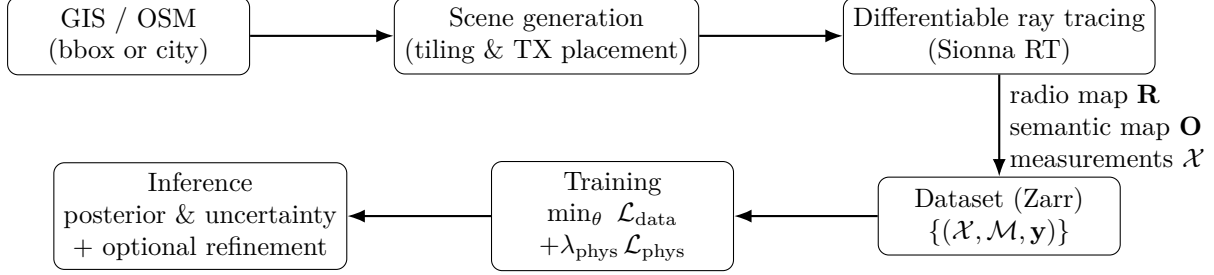 GIS / OSM
(bbox or city)
Scene generation
(tiling & TX placement)
Differentiable ray tracing
(Sionna RT)
radio map R
semantic map O
measurements 𝒳
Dataset (Zarr)
{(𝒳, ℳ, y)}
Training
min_θ ℒ_data
+λ_phys ℒ_phys
Inference
posterior & uncertainty
+ optional refinement